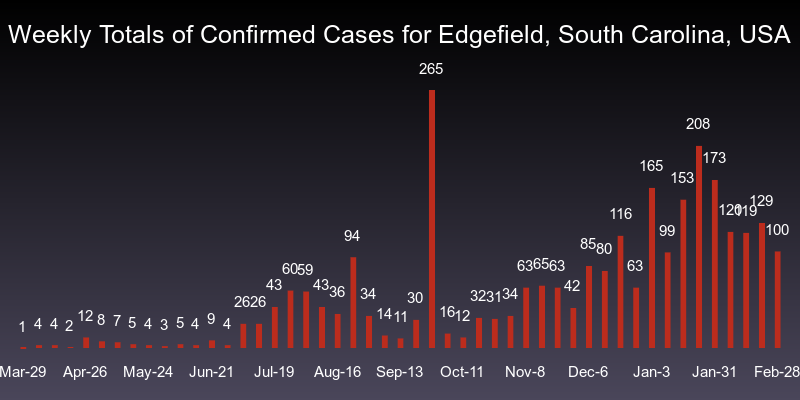 Weekly Totals of Confirmed Cases for Edgefield, South Carolina, USA
1 4 4 2 12 8 7 5 4 3 5 4 9 4 26 26 43 60 59 43 36 94 34 14 11 30 265 16 12 32 31 34 63 65 63 42 85 80 116 63 165 99 153 208 173 119 129 100
Mar-29 Apr-26 May-24 Jun-21 Jul-19 Aug-16 Sep-13 Oct-11 Nov-8 Dec-6 Jan-3 Jan-31 Feb-28